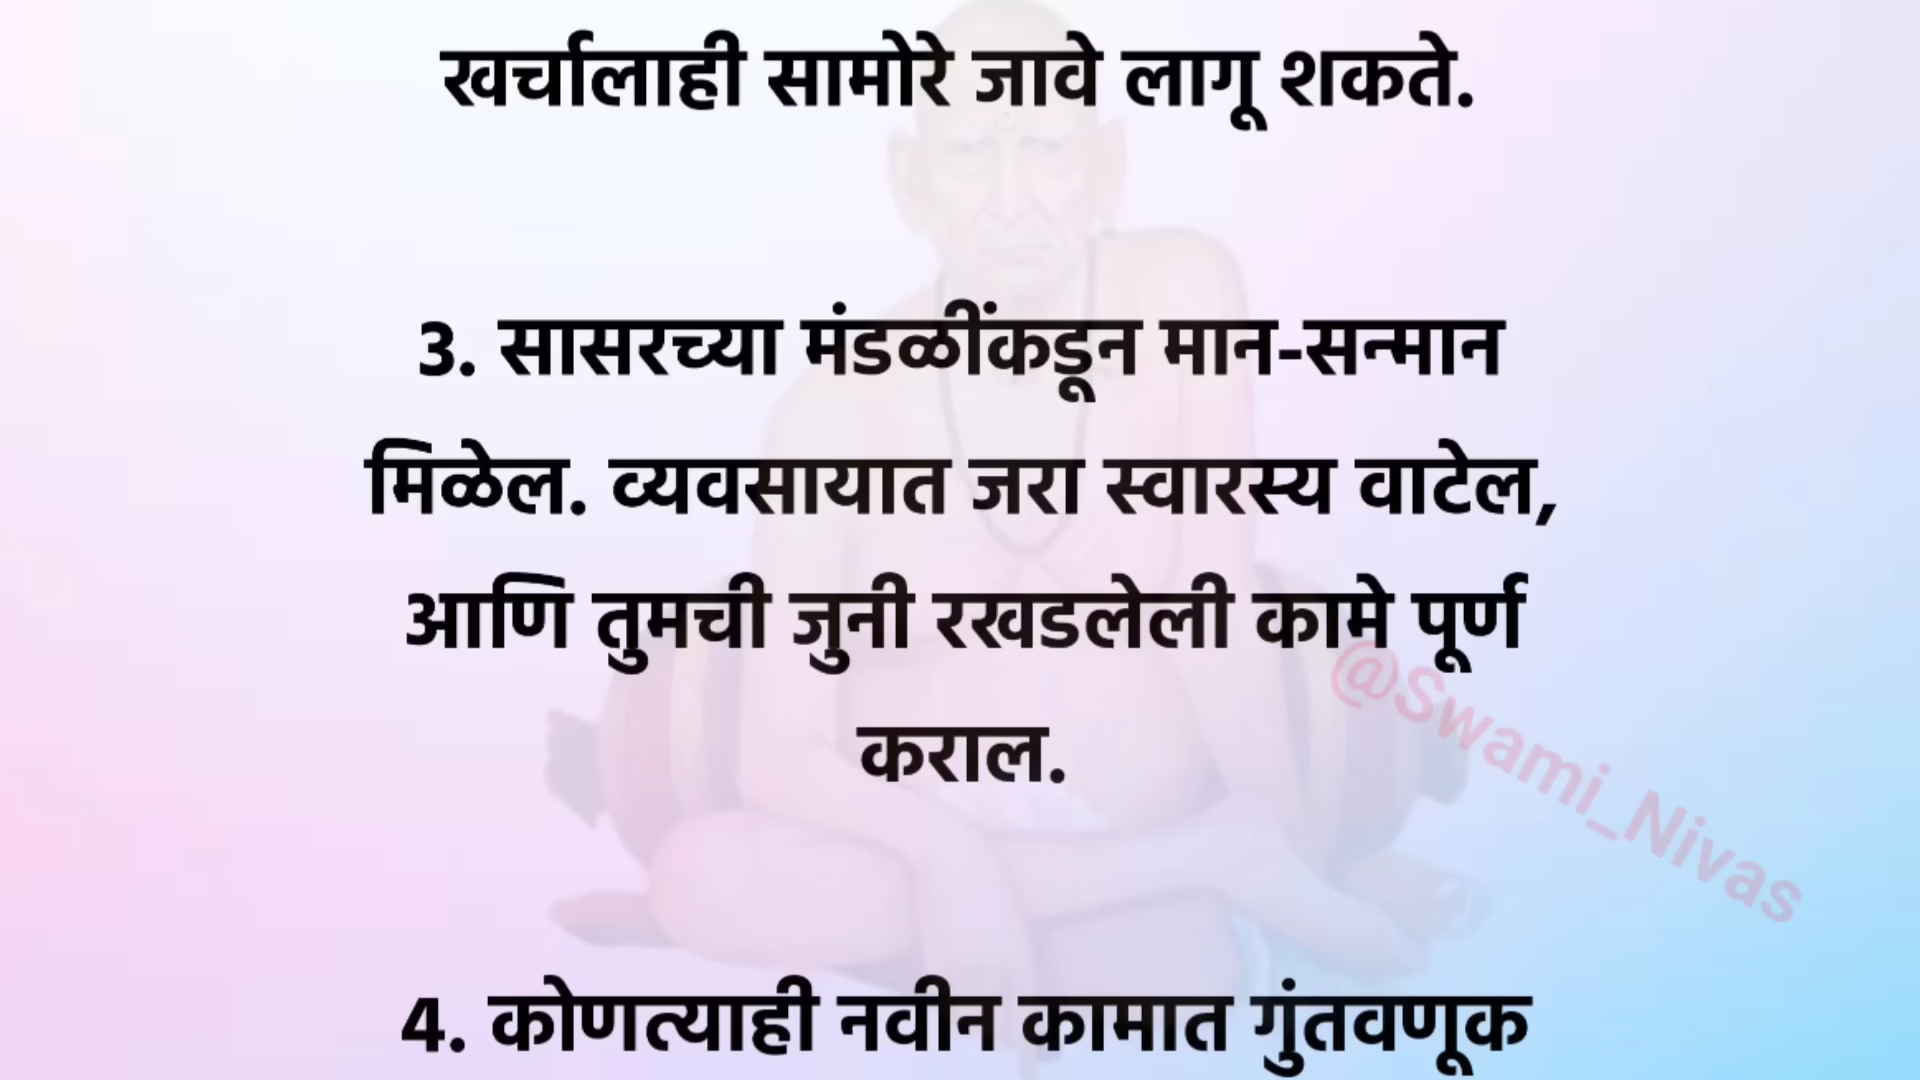 खर्चालाही सामोरे जावे लागू शकते.
3. सासरच्या मंडळींकडून मान-सन्मान
मिळेल. व्यवसायात जरा स्वारस्य वाटेल,
आणि तुमची जुनी रखडलेली कामे पूर्ण
कराल.
@Swami_Nivas
4. कोणत्याही नवीन कामात गुंतवणूक